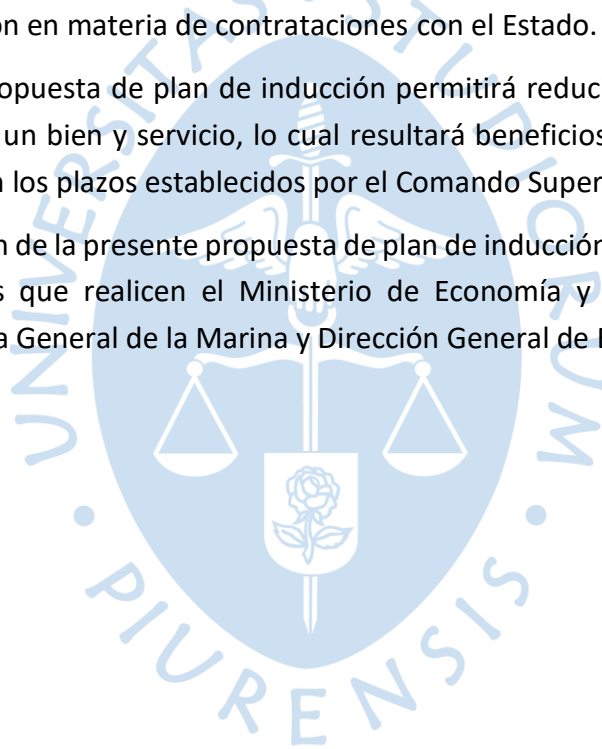 ón en materia de contrataciones con el Estado.
opuesta de plan de inducción permitirá reduc
un bien y servicio, lo cual resultará beneficios
n los plazos establecidos por el Comando Super
n de la presente propuesta de plan de inducción
s que realicen el Ministerio de Economía y
a General de la Marina y Dirección General de
UNIVERSITAS STUDIORUM
PIURENSIS